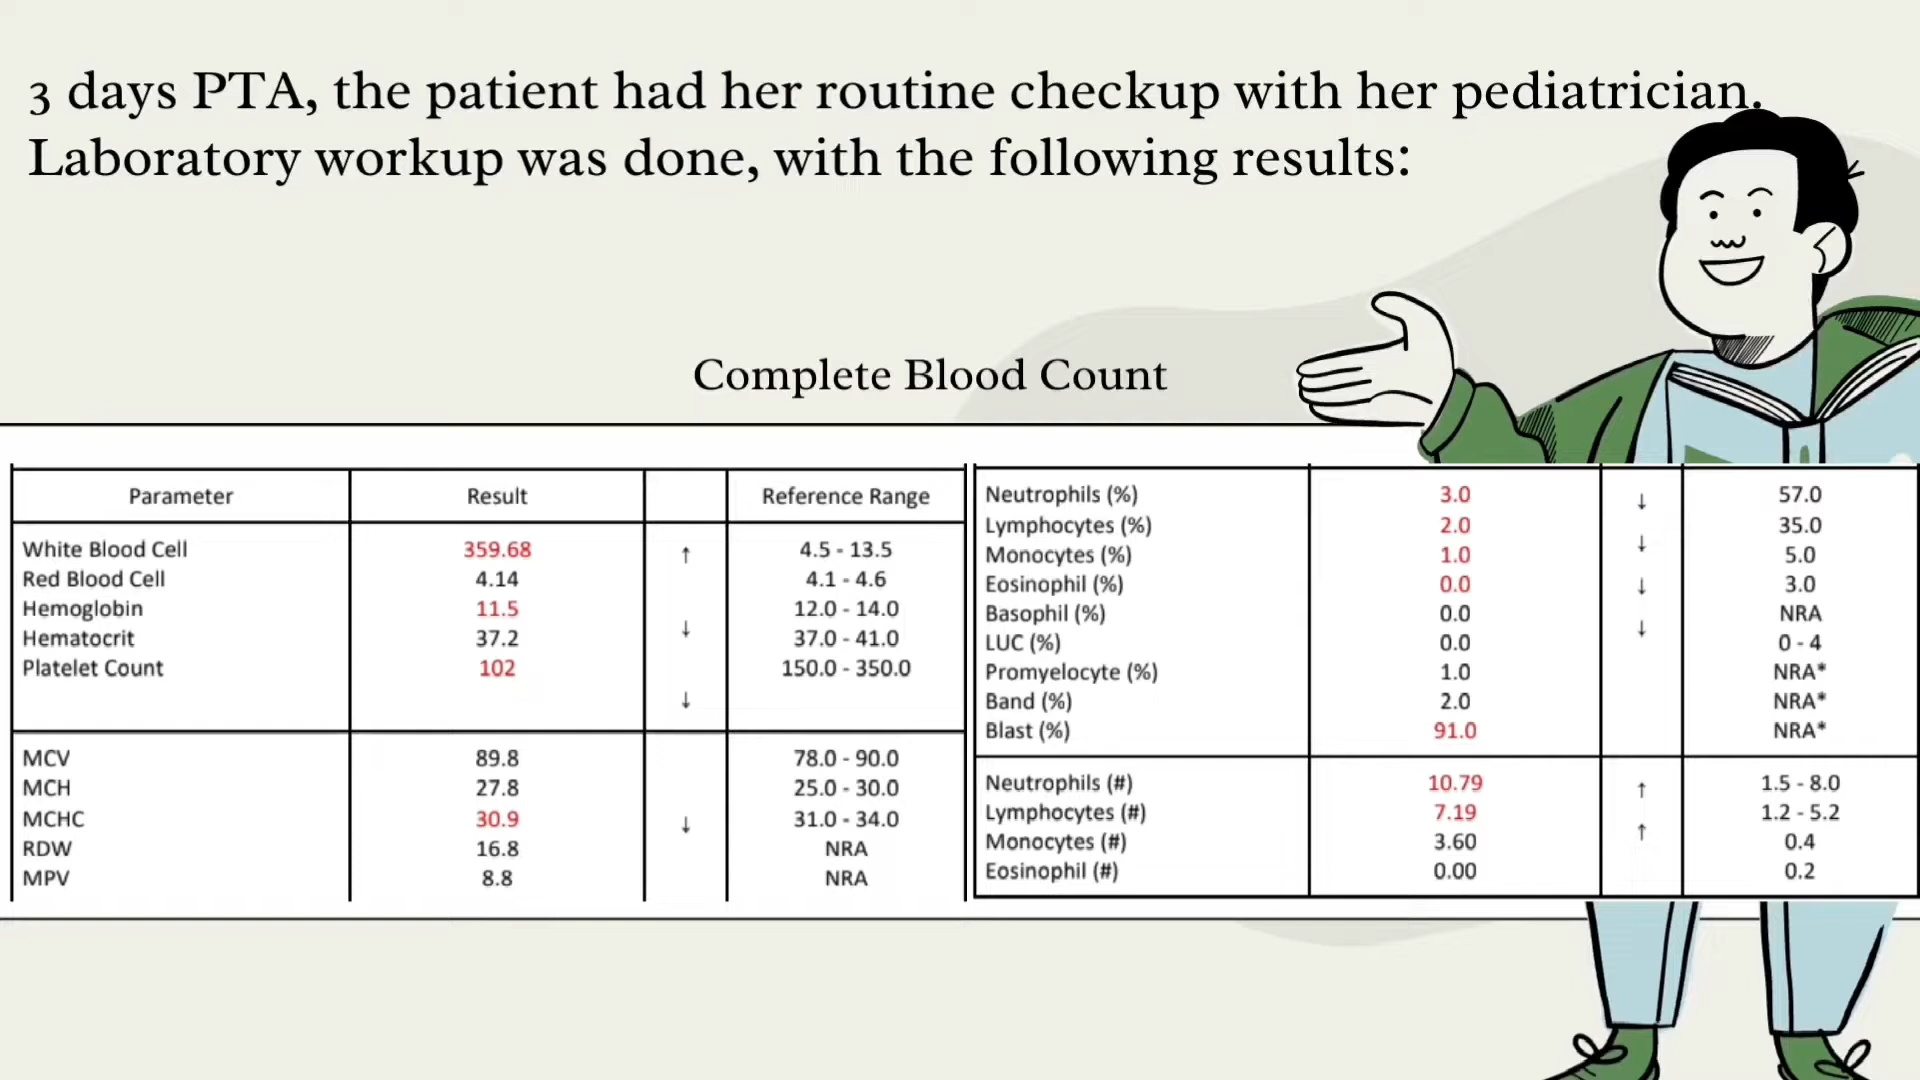 3 days PTA, the patient had her routine checkup with her pediatrician.
Laboratory workup was done, with the following results:
Complete Blood Count
Parameter Result Reference Range
White Blood Cell 359.68 ↑ 4.5 - 13.5
Red Blood Cell 4.14 4.1 - 4.6
Hemoglobin 11.5 ↓ 12.0 - 14.0
Hematocrit 37.2 37.0 - 41.0
Platelet Count 102 ↓ 150.0 - 350.0
MCV 89.8 78.0 - 90.0
MCH 27.8 25.0 - 30.0
MCHC 30.9 ↓ 31.0 - 34.0
RDW 16.8 NRA
MPV 8.8 NRA
Neutrophils (%) 3.0 ↓ 57.0
Lymphocytes (%) 2.0 ↓ 35.0
Monocytes (%) 1.0 ↓ 5.0
Eosinophil (%) 0.0 ↓ 3.0
Basophil (%) 0.0 NRA
LUC (%) 0.0 0 - 4
Promyelocyte (%) 1.0 NRA*
Band (%) 2.0 NRA*
Blast (%) 91.0 NRA*
Neutrophils (#) 10.79 ↑ 1.5 - 8.0
Lymphocytes (#) 7.19 ↑ 1.2 - 5.2
Monocytes (#) 3.60 0.4
Eosinophil (#) 0.00 0.2